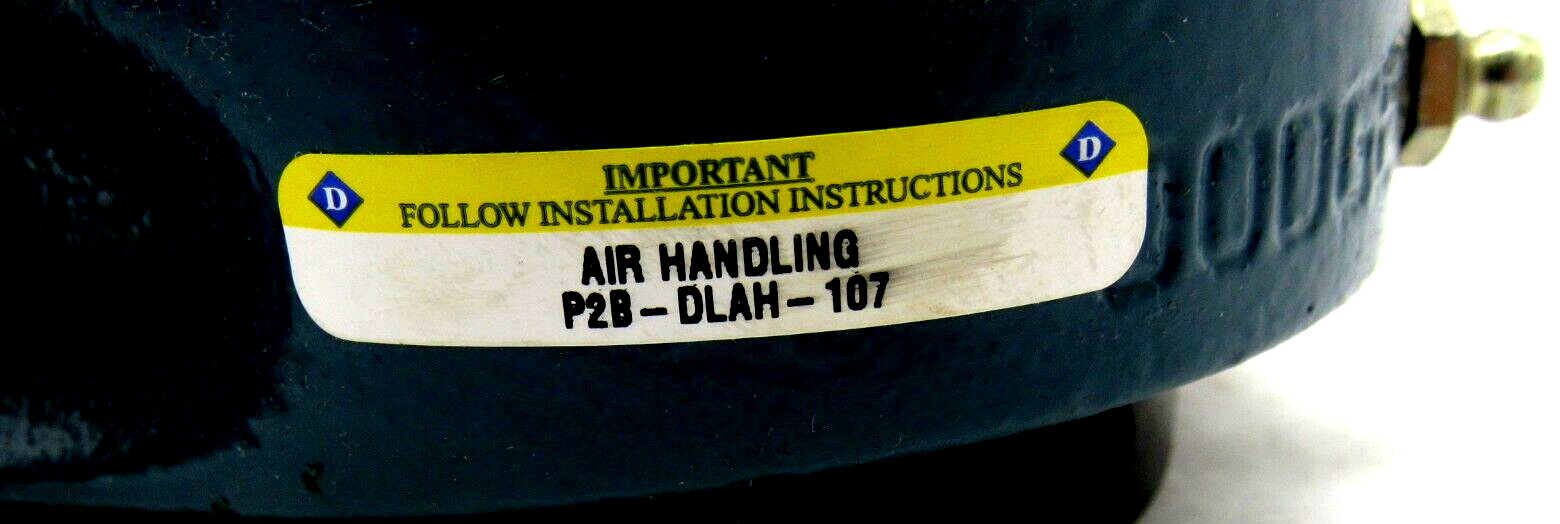 IMPORTANT
D FOLLOW INSTALLATION INSTRUCTIONS D
AIR HANDLING
P2B-DLAH-107